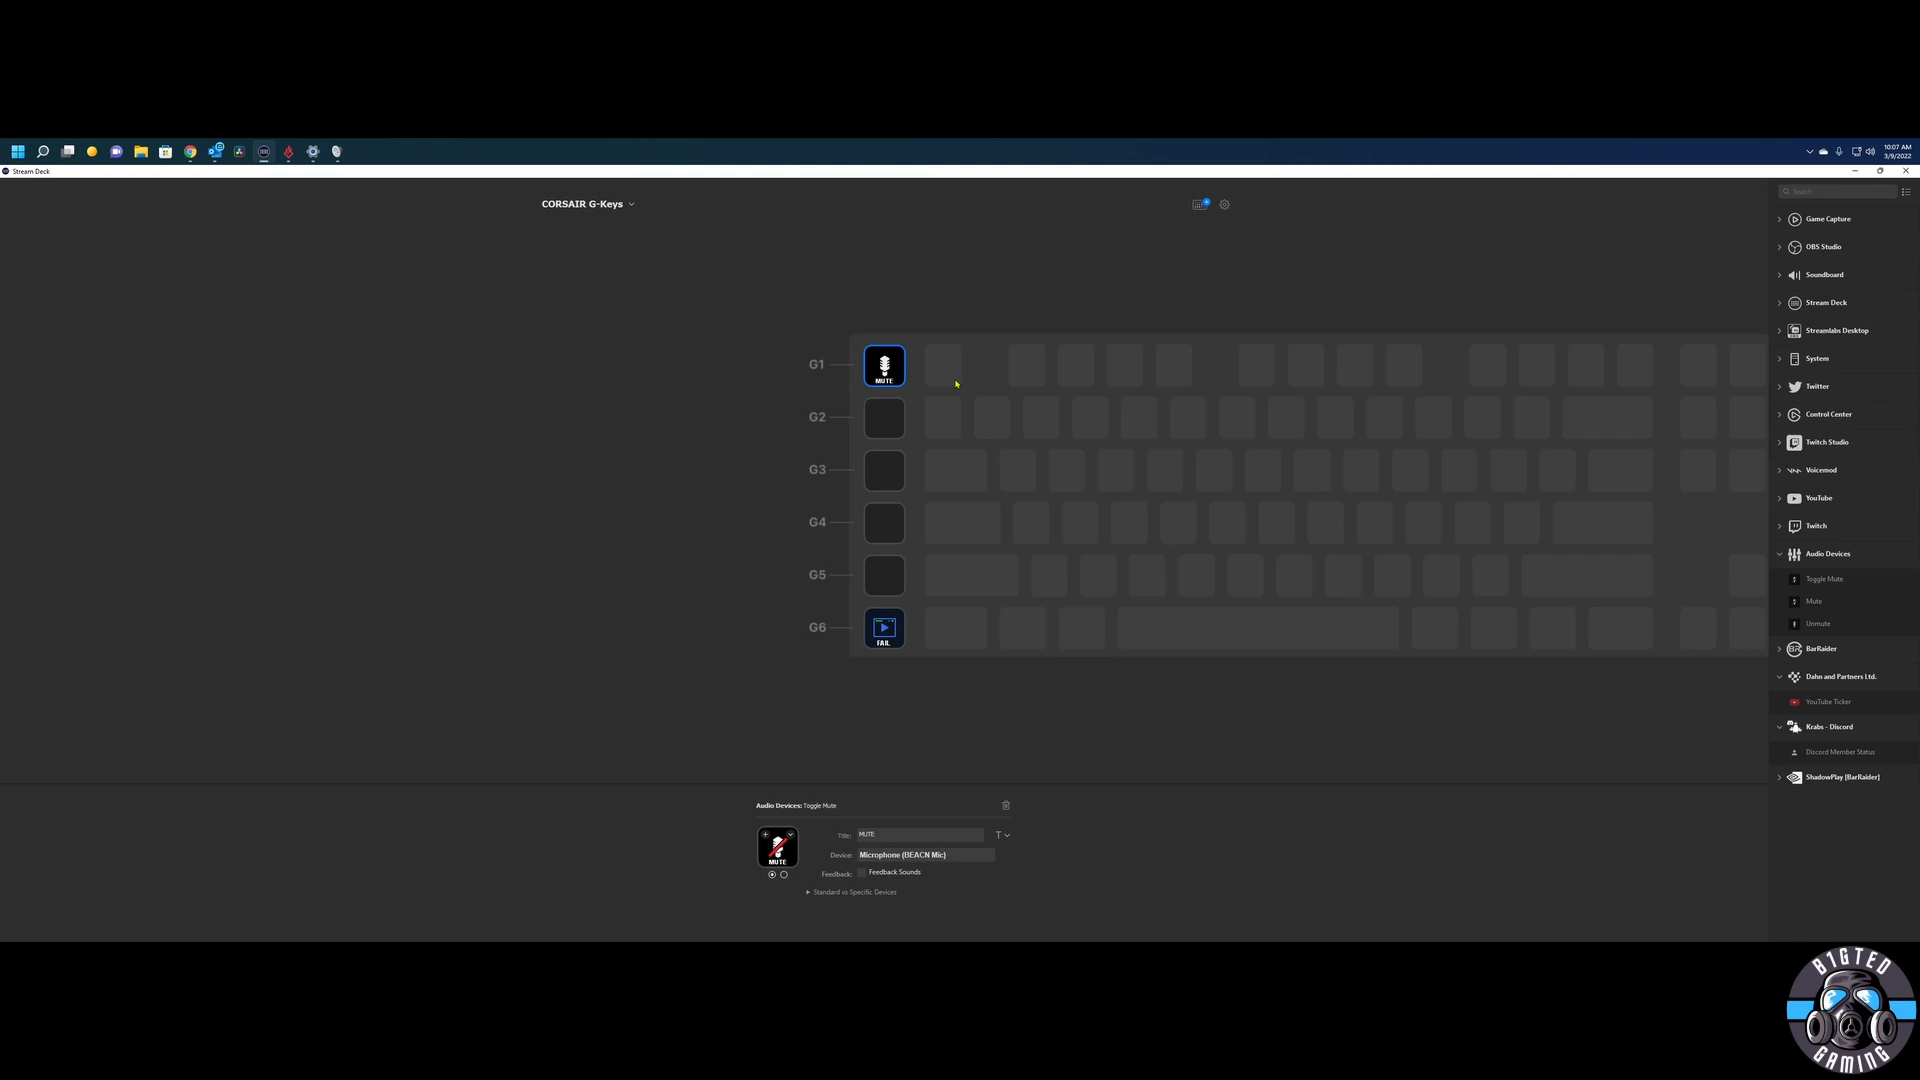 10:07 AM
3/9/2022
Stream Deck
CORSAIR G-Keys
Search
G1
MUTE
G2
G3
G4
G5
G6
FAIL
Game Capture
OBS Studio
Soundboard
Stream Deck
Streamlabs Desktop
System
Twitter
Control Center
Twitch Studio
Voicemod
YouTube
Twitch
Audio Devices
Toggle Mute
Mute
Unmute
BarRaider
Dahn and Partners Ltd.
YouTube Ticker
Krabs - Discord
Discord Member Status
ShadowPlay [BarRaider]
Audio Devices: Toggle Mute
MUTE
Title: MUTE
T
Device: Microphone (BEACN Mic)
Feedback: Feedback Sounds
Standard vs Specific Devices
B1GTED
GAMING